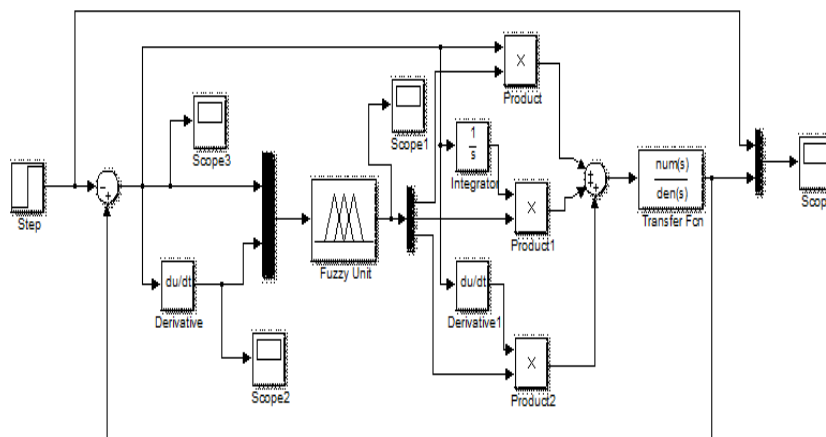 X
Product
Scope3
Scope1
1
s
Integrator
num(s)
den(s)
Transfer Fcn
Scop
Step
-
+
+
+
+
Fuzzy Unit
X
Product1
du/dt
Derivative
du/dt
Derivative1
Scope2
X
Product2